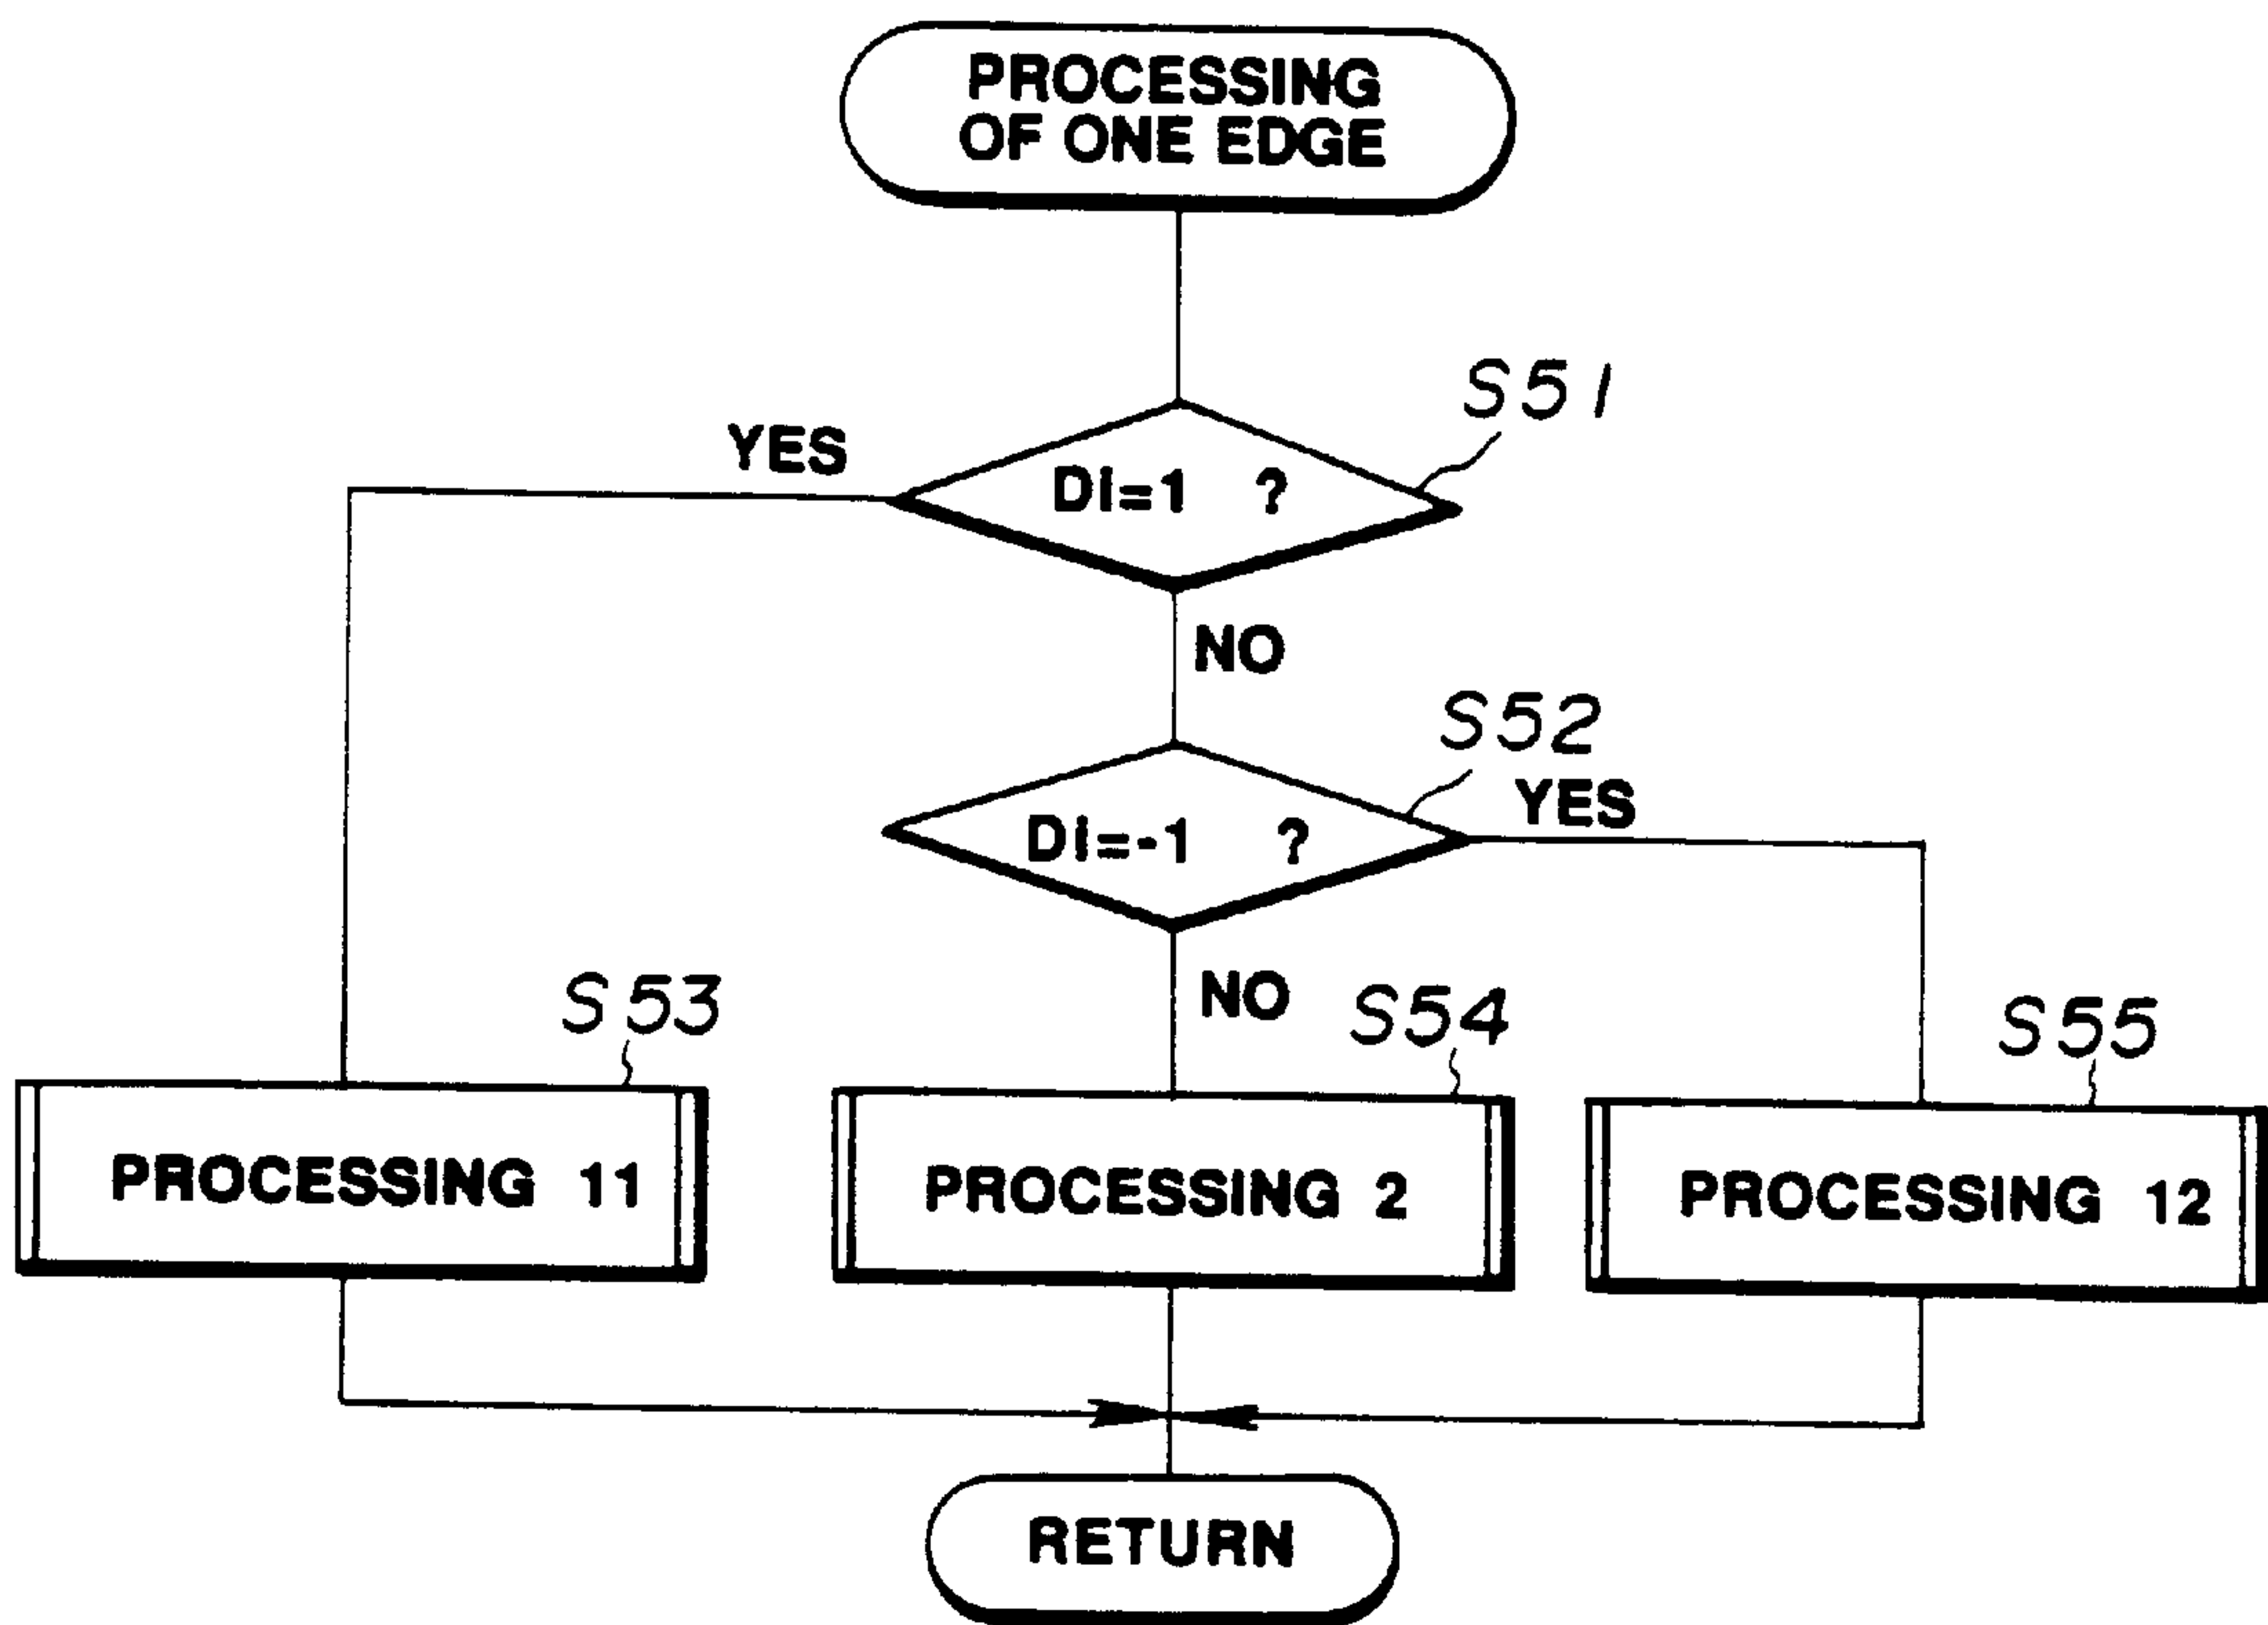 PROCESSING
OF ONE EDGE
S51
YES
Di=1 ?
NO
S52
YES
Di=-1 ?
NO
S53
S54
S55
PROCESSING 11
PROCESSING 2
PROCESSING 12
RETURN